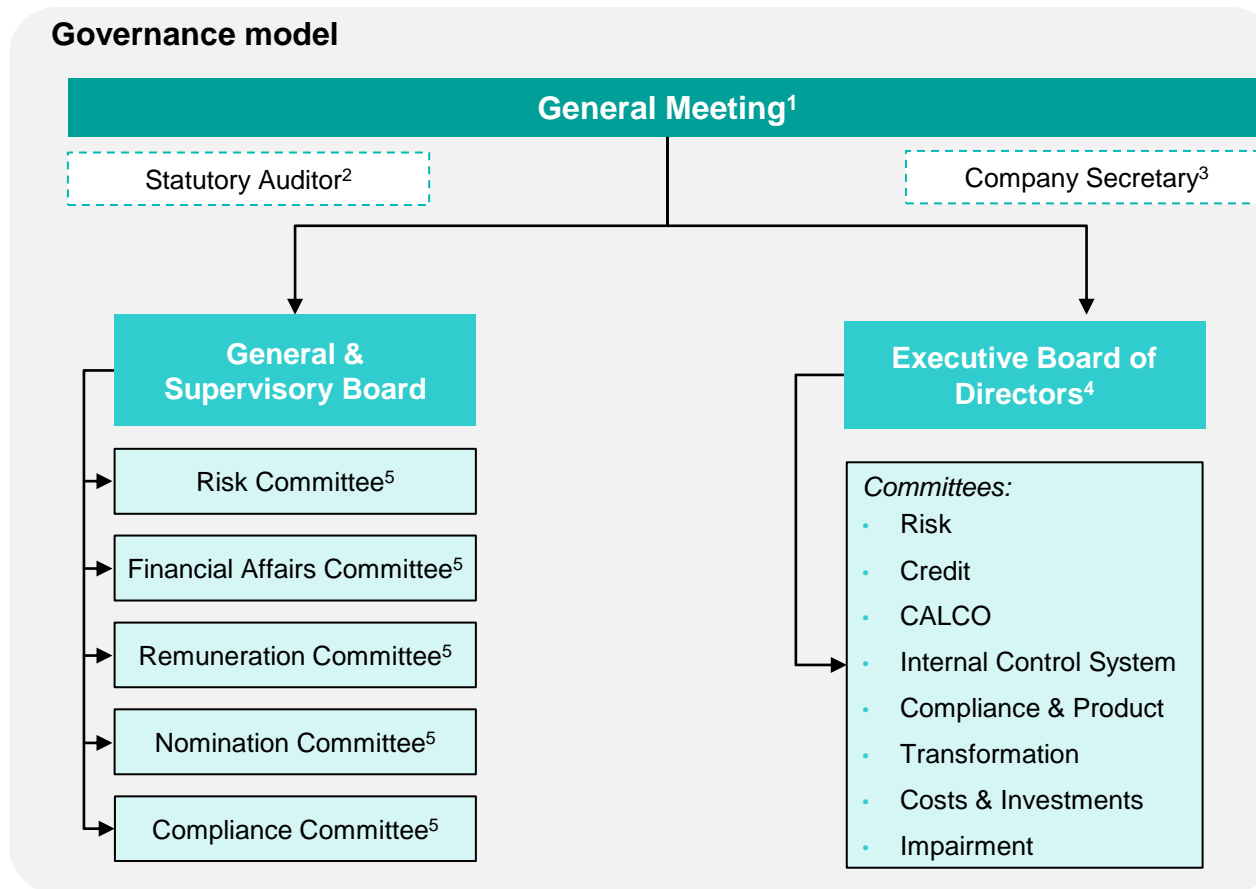 Governance model
General Meeting¹
Statutory Auditor²
Company Secretary³
General &
Supervisory Board
Risk Committee⁵
Financial Affairs Committee⁵
Remuneration Committee⁵
Nomination Committee⁵
Compliance Committee⁵
Executive Board of
Directors⁴
Committees:
• Risk
• Credit
• CALCO
• Internal Control System
• Compliance & Product
• Transformation
• Costs & Investments
• Impairment